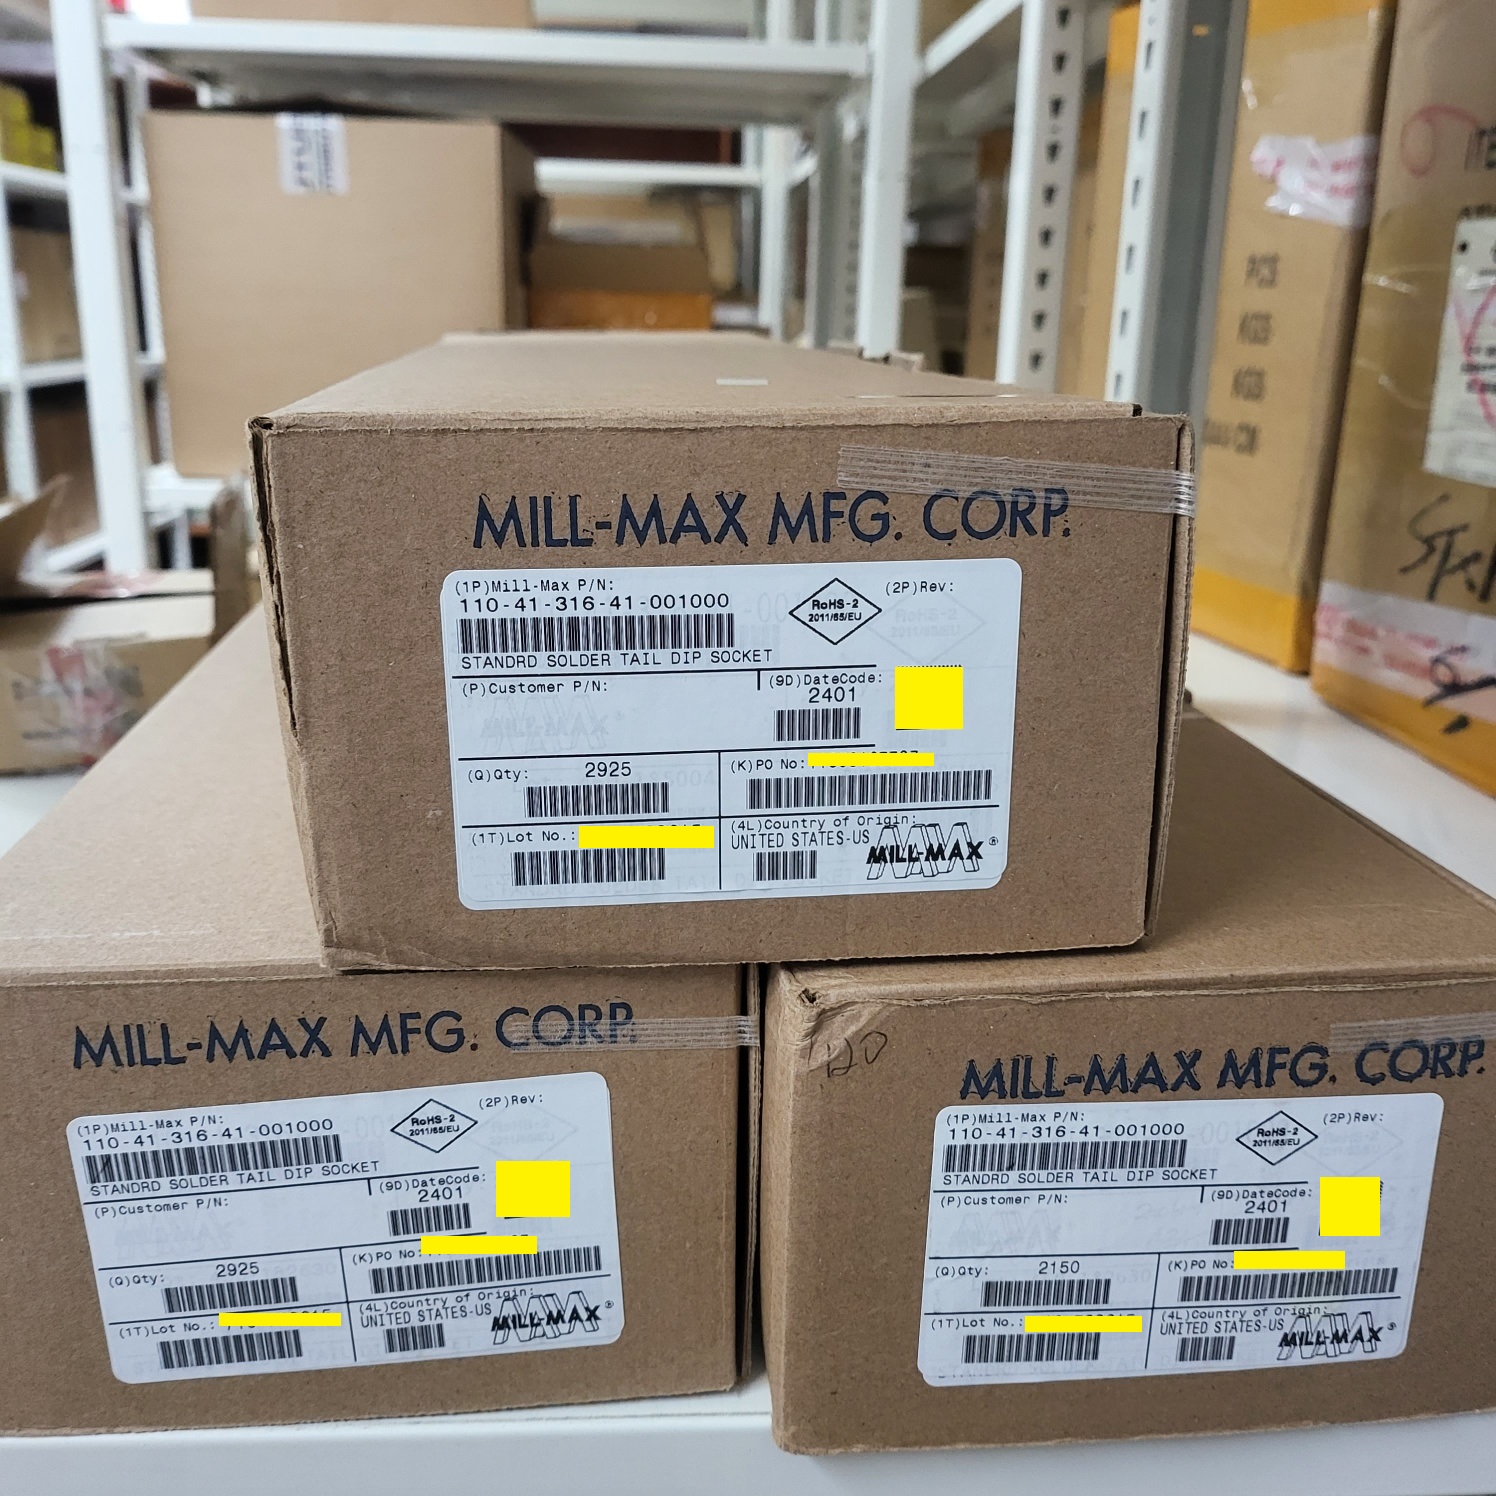 MILL-MAX MFG. CORP.
(1P)Mill-Max P/N:
110-41-316-41-001000
RoHS-2
2011/65/EU
(2P)Rev:
STANDRD SOLDER TAIL DIP SOCKET
(P)Customer P/N:
(9D)DateCode:
2401
(Q)Qty: 2925
(K)PO No:
(1T)Lot No.:
(4L)Country of Origin:
UNITED STATES-US
MILL-MAX®
MILL-MAX MFG. CORP.
(1P)Mill-Max P/N:
110-41-316-41-001000
RoHS-2
2011/65/EU
(2P)Rev:
STANDRD SOLDER TAIL DIP SOCKET
(P)Customer P/N:
(9D)DateCode:
2401
(Q)Qty: 2925
(K)PO No:
(1T)Lot No.:
(4L)Country of Origin:
UNITED STATES-US
MILL-MAX®
120
MILL-MAX MFG. CORP.
(1P)Mill-Max P/N:
110-41-316-41-001000
RoHS-2
2011/65/EU
(2P)Rev:
STANDRD SOLDER TAIL DIP SOCKET
(P)Customer P/N:
(9D)DateCode:
2401
(Q)Qty: 2150
(K)PO No:
(1T)Lot No.:
(4L)Country of Origin:
UNITED STATES-US
MILL-MAX®
PCS
KGS
KGS
CM